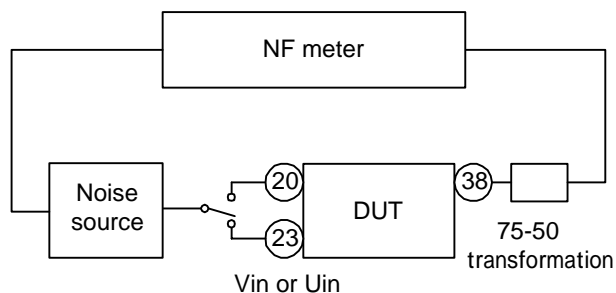 NF meter
Noise
source
20
23
DUT
38
75-50
transformation
Vin or Uin